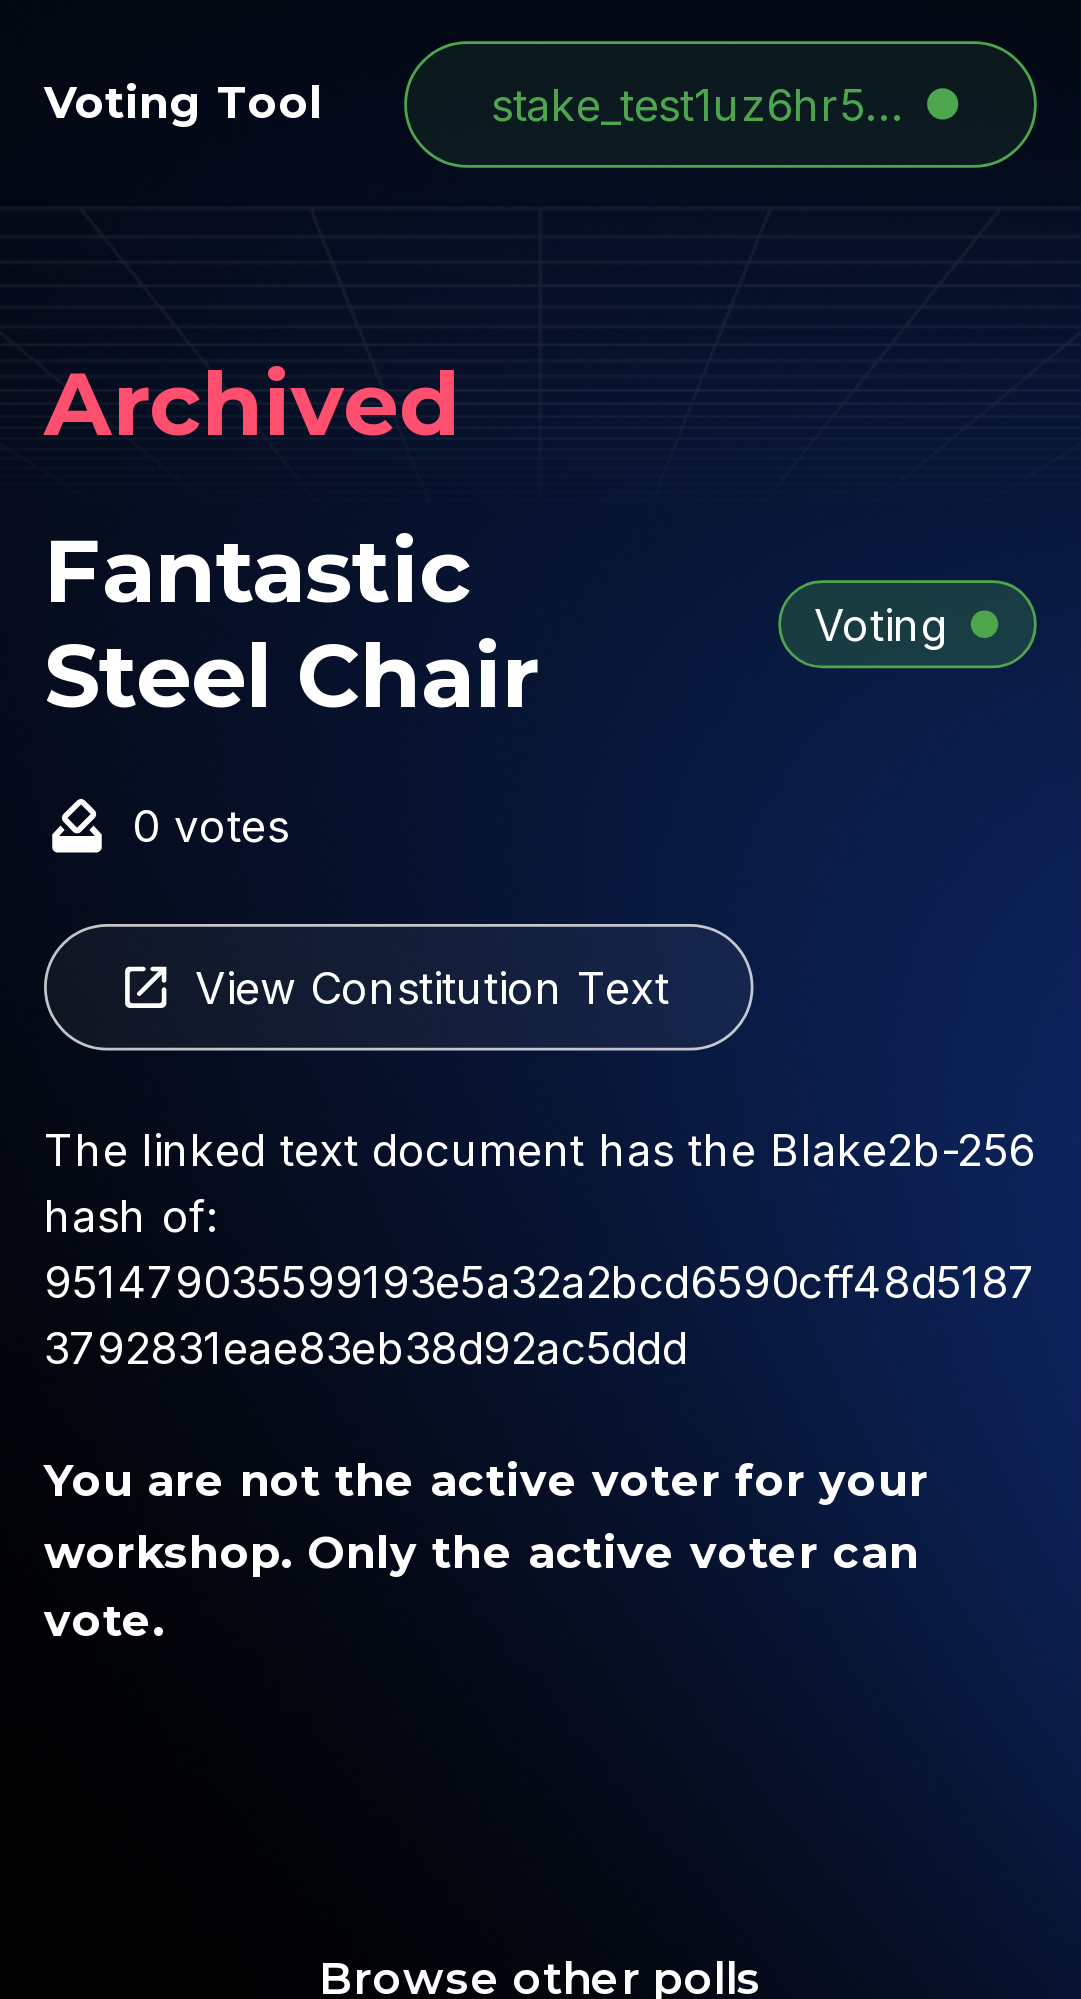 Voting Tool
stake_test1uz6hr5...
Archived
Fantastic
Steel Chair
Voting
0 votes
View Constitution Text
The linked text document has the Blake2b-256
hash of:
951479035599193e5a32a2bcd6590cff48d5187
3792831eae83eb38d92ac5ddd
You are not the active voter for your
workshop. Only the active voter can
vote.
Browse other polls